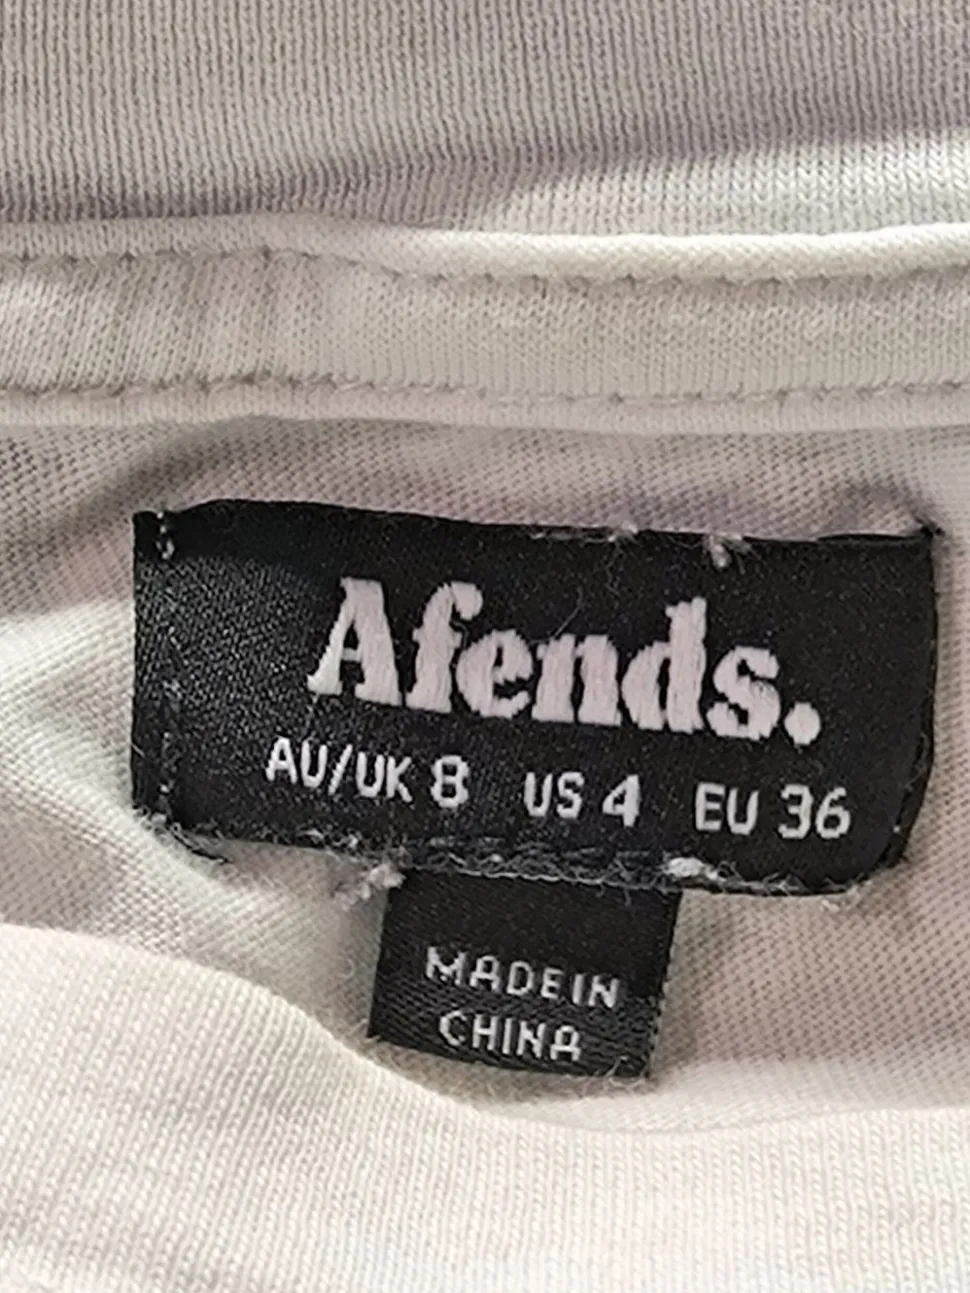 Afends.
AU/UK 8 US 4 EU 36
MADE IN
CHINA